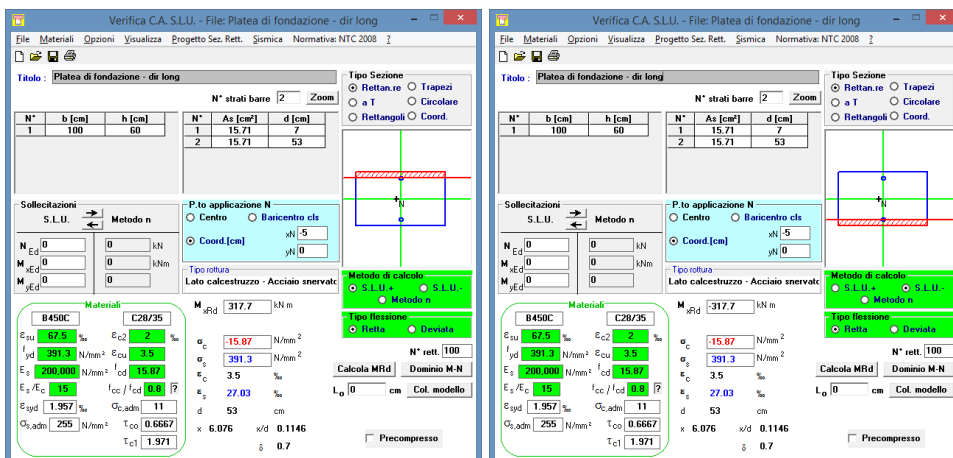 Verifica C.A. S.L.U. - File: Platea di fondazione - dir long
File Materiali Opzioni Visualizza Progetto Sez. Rett. Sismica Normativa: NTC 2008 ?
Titolo : Platea di fondazione - dir long
N° strati barre 2 Zoom
N° b [cm] h [cm]
1 100 60
N° As [cm²] d [cm]
1 15.71 7
2 15.71 53
Tipo Sezione
Rettan.re Trapezi
a T Circolare
Rettangoli Coord.
N
Sollecitazioni
S.L.U. Metodo n
N Ed 0 0 kN
M xEd 0 0 kNm
M yEd 0 0
P.to applicazione N
Centro Baricentro cls
Coord.[cm] xN -5
yN 0
Tipo rottura
Lato calcestruzzo - Acciaio snervato
Metodo di calcolo
S.L.U.+ S.L.U.-
Metodo n
Tipo flessione
Retta Deviata
Materiali
B450C C28/35
εsu 67.5 ‰ εc2 2 ‰
fyd 391.3 N/mm² εcu 3.5
Es 200,000 N/mm² fcd 15.87
Es/Ec 15 fcc / fcd 0.8 ?
εsyd 1.957 ‰ σc,adm 11
σs,adm 255 N/mm² τco 0.6667
τc1 1.971
M xRd 317.7 kN m
σc -15.87 N/mm²
σs 391.3 N/mm²
εc 3.5 ‰
εs 27.03 ‰
d 53 cm
x 6.076 x/d 0.1146
δ 0.7
N° rett. 100
Calcola MRd Dominio M-N
Lo 0 cm Col. modello
Precompresso
Verifica C.A. S.L.U. - File: Platea di fondazione - dir long
File Materiali Opzioni Visualizza Progetto Sez. Rett. Sismica Normativa: NTC 2008 ?
Titolo : Platea di fondazione - dir long
N° strati barre 2 Zoom
N° b [cm] h [cm]
1 100 60
N° As [cm²] d [cm]
1 15.71 7
2 15.71 53
Tipo Sezione
Rettan.re Trapezi
a T Circolare
Rettangoli Coord.
N
Sollecitazioni
S.L.U. Metodo n
N Ed 0 0 kN
M xEd 0 0 kNm
M yEd 0 0
P.to applicazione N
Centro Baricentro cls
Coord.[cm] xN -5
yN 0
Tipo rottura
Lato calcestruzzo - Acciaio snervato
Metodo di calcolo
S.L.U.+ S.L.U.-
Metodo n
Tipo flessione
Retta Deviata
Materiali
B450C C28/35
εsu 67.5 ‰ εc2 2 ‰
fyd 391.3 N/mm² εcu 3.5
Es 200,000 N/mm² fcd 15.87
Es/Ec 15 fcc / fcd 0.8 ?
εsyd 1.957 ‰ σc,adm 11
σs,adm 255 N/mm² τco 0.6667
τc1 1.971
M xRd -317.7 kN m
σc -15.87 N/mm²
σs 391.3 N/mm²
εc 3.5 ‰
εs 27.03 ‰
d 53 cm
x 6.076 x/d 0.1146
δ 0.7
N° rett. 100
Calcola MRd Dominio M-N
Lo 0 cm Col. modello
Precompresso